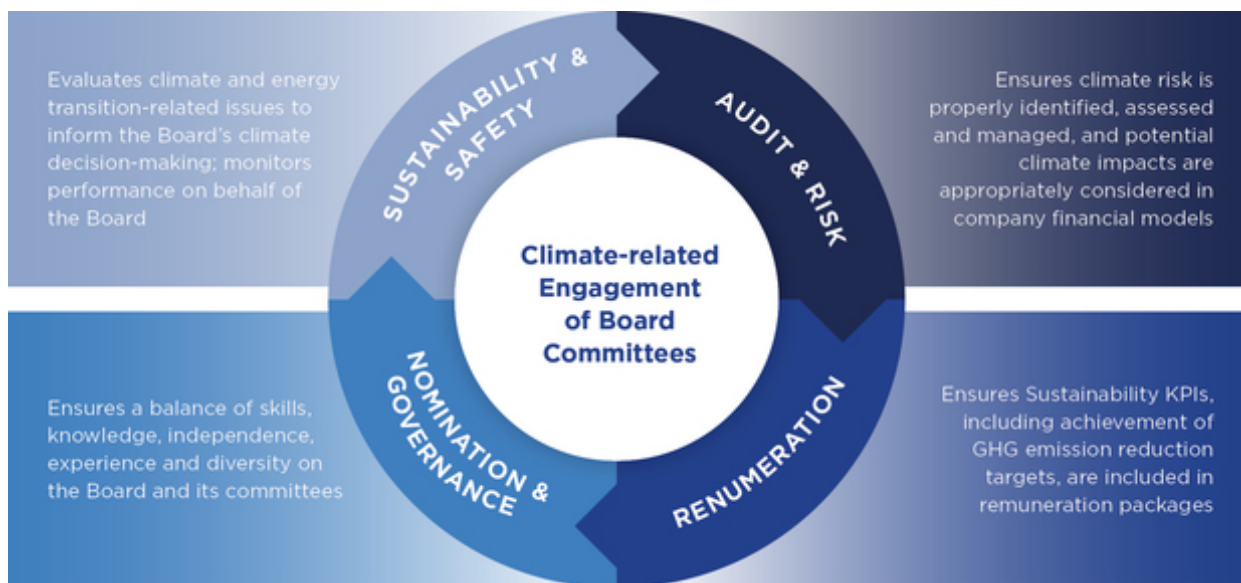 Evaluates climate and energy
transition-related issues to
inform the Board's climate
decision-making; monitors
performance on behalf of
the Board
SUSTAINABILITY &
SAFETY
AUDIT & RISK
Ensures climate risk is
properly identified, assessed
and managed, and potential
climate impacts are
appropriately considered in
company financial models
Climate-related
Engagement
of Board
Committees
Ensures a balance of skills,
knowledge, independence,
experience and diversity on
the Board and its committees
NOMINATION &
GOVERNANCE
RENUMERATION
Ensures Sustainability KPIs,
including achievement of
GHG emission reduction
targets, are included in
remuneration packages